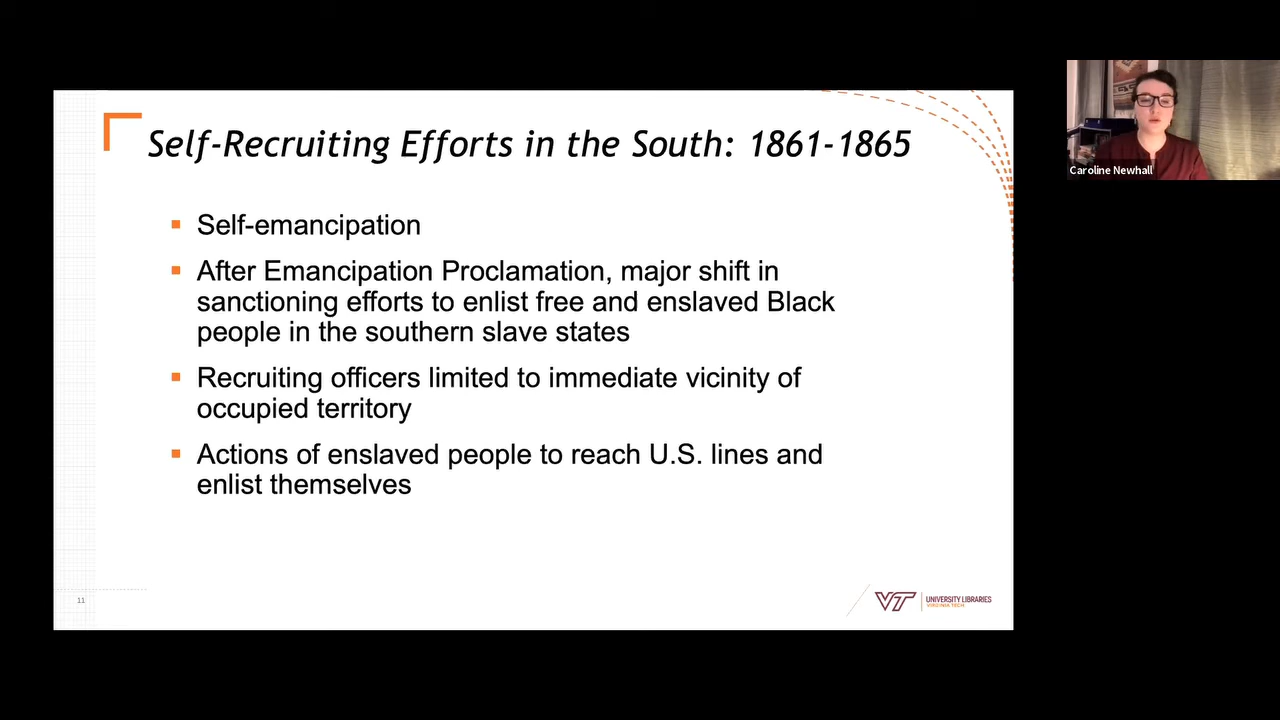 Self-Recruiting Efforts in the South: 1861-1865
Self-emancipation
After Emancipation Proclamation, major shift in
sanctioning efforts to enlist free and enslaved Black
people in the southern slave states
Recruiting officers limited to immediate vicinity of
occupied territory
Actions of enslaved people to reach U.S. lines and
enlist themselves
11
VT
UNIVERSITY LIBRARIES
VIRGINIA TECH
Caroline Newhall